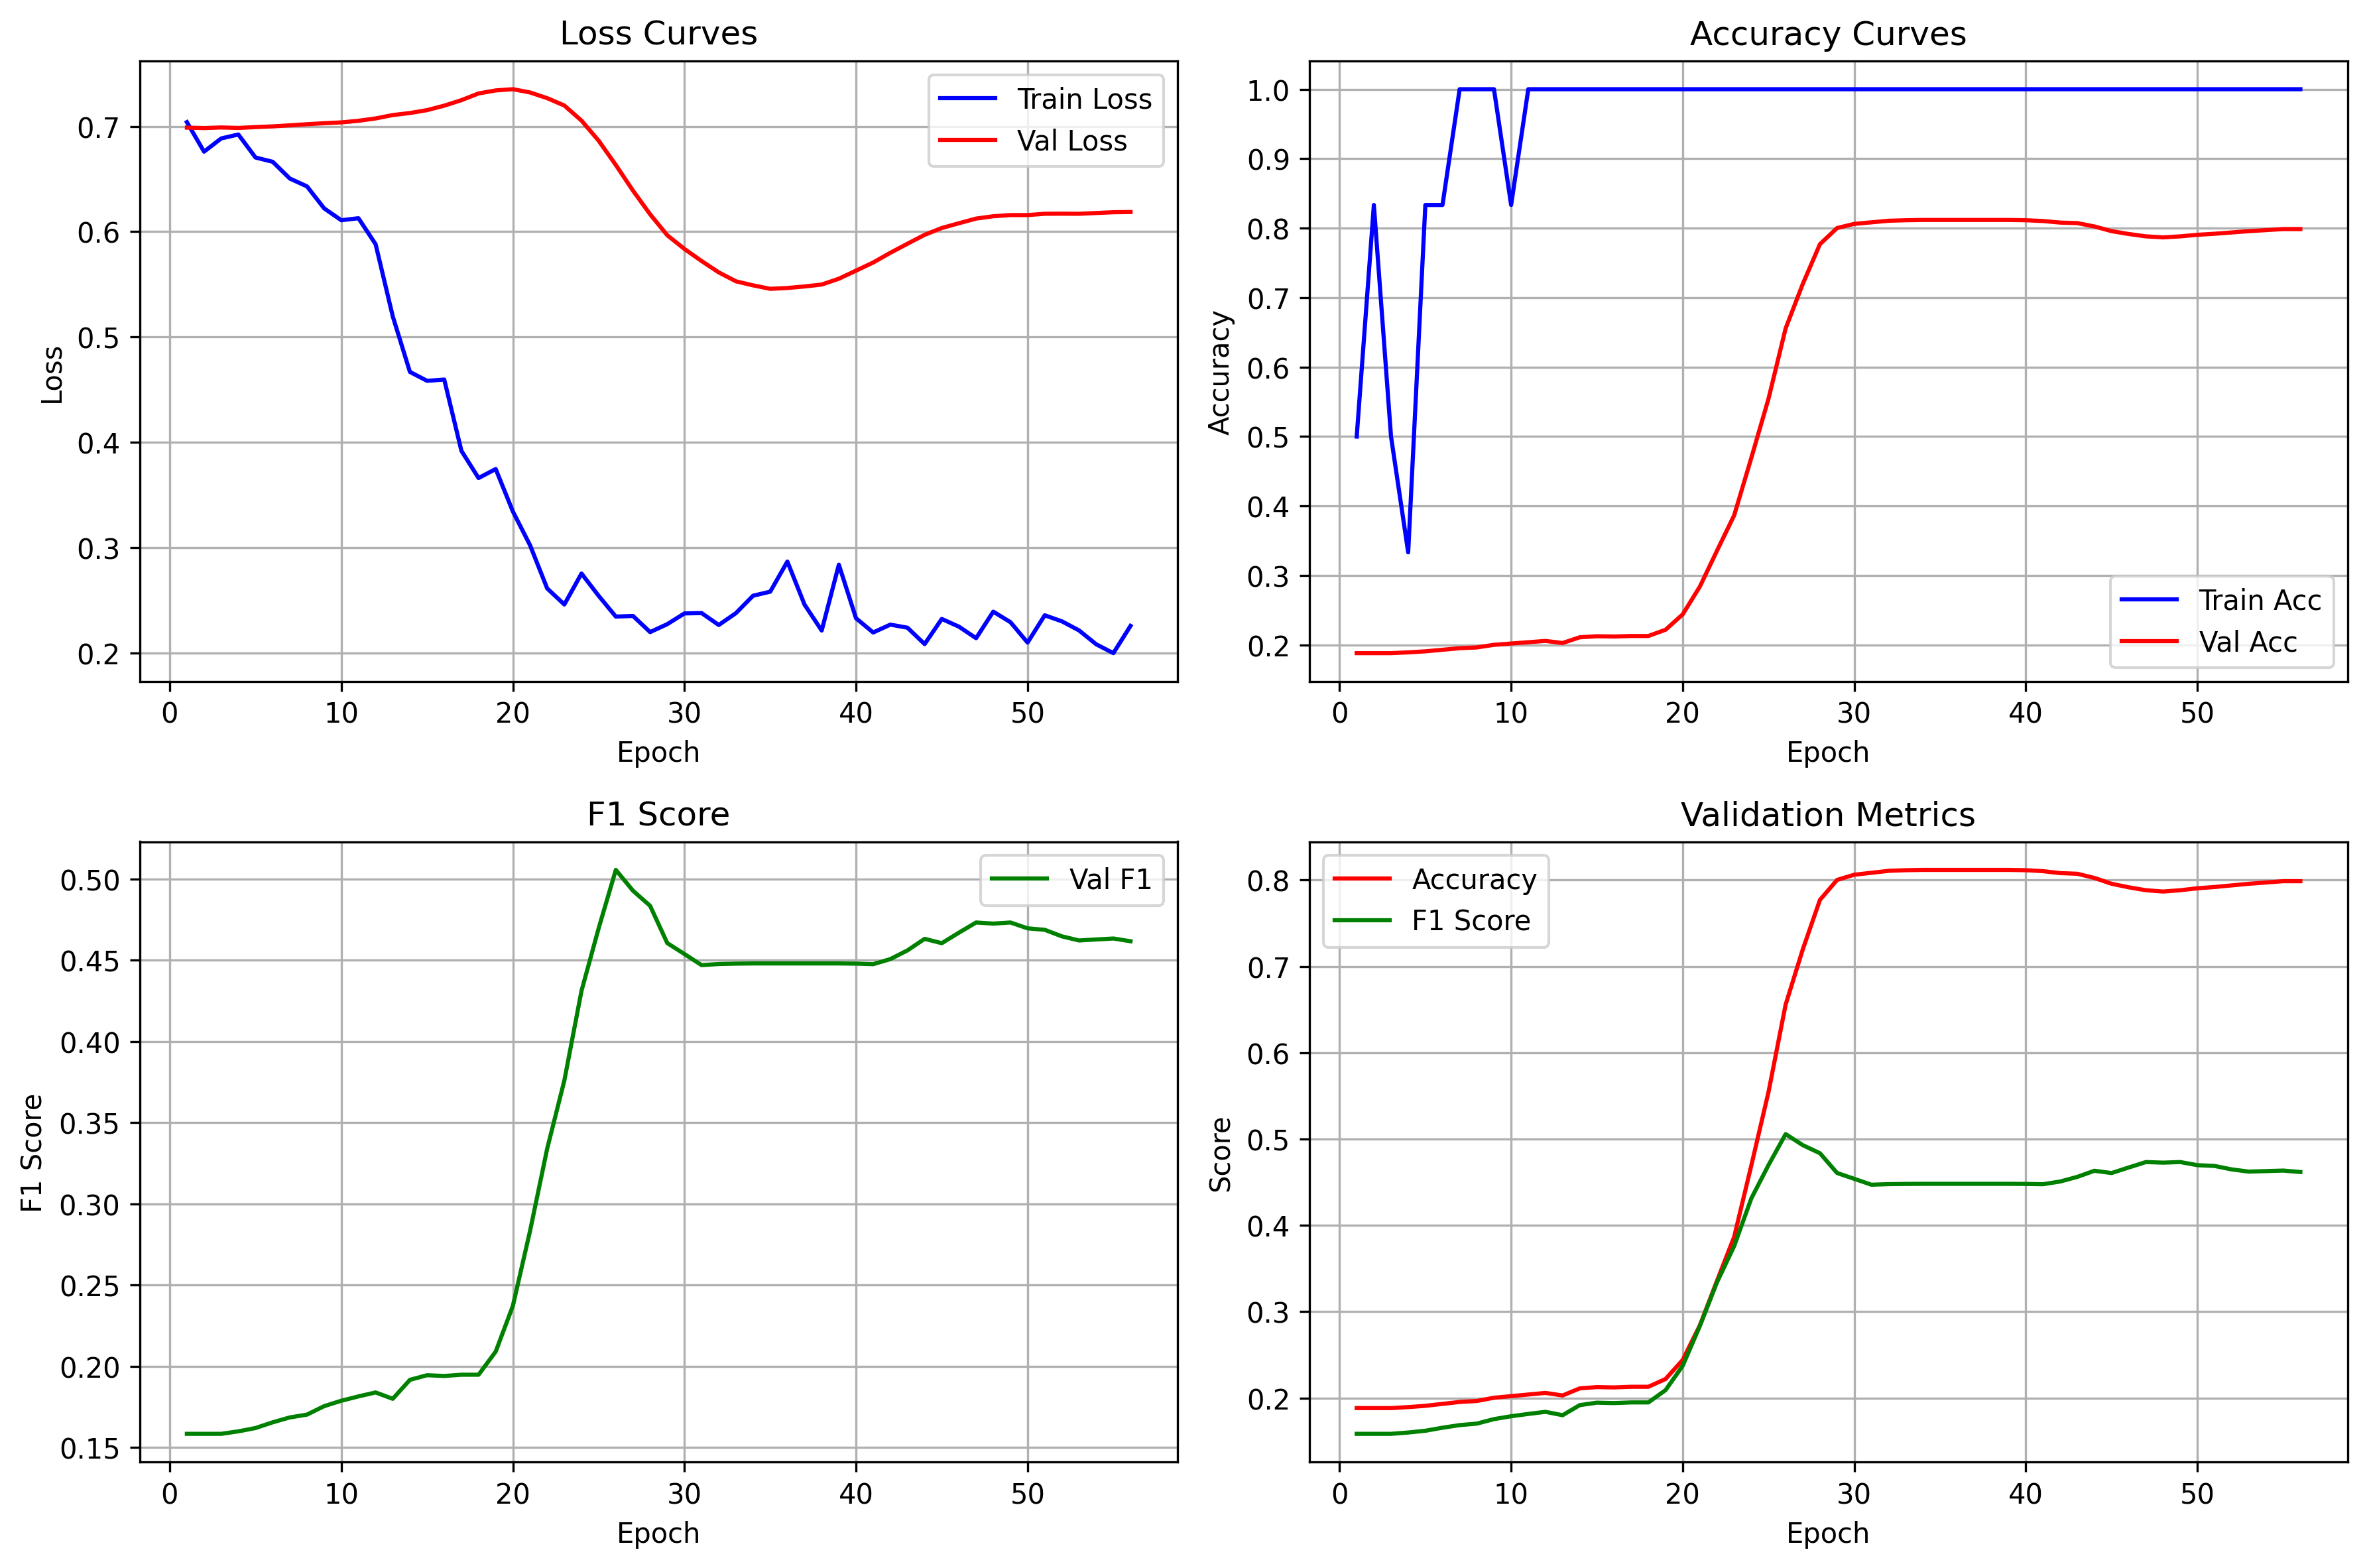 Loss Curves
Train Loss
Val Loss
0.7
0.6
0.5
0.4
0.3
0.2
Loss
0 10 20 30 40 50
Epoch
Accuracy Curves
1.0
0.9
0.8
0.7
0.6
0.5
0.4
0.3
0.2
Accuracy
Train Acc
Val Acc
0 10 20 30 40 50
Epoch
F1 Score
Val F1
0.50
0.45
0.40
0.35
0.30
0.25
0.20
0.15
F1 Score
0 10 20 30 40 50
Epoch
Validation Metrics
Accuracy
F1 Score
0.8
0.7
0.6
0.5
0.4
0.3
0.2
Score
0 10 20 30 40 50
Epoch